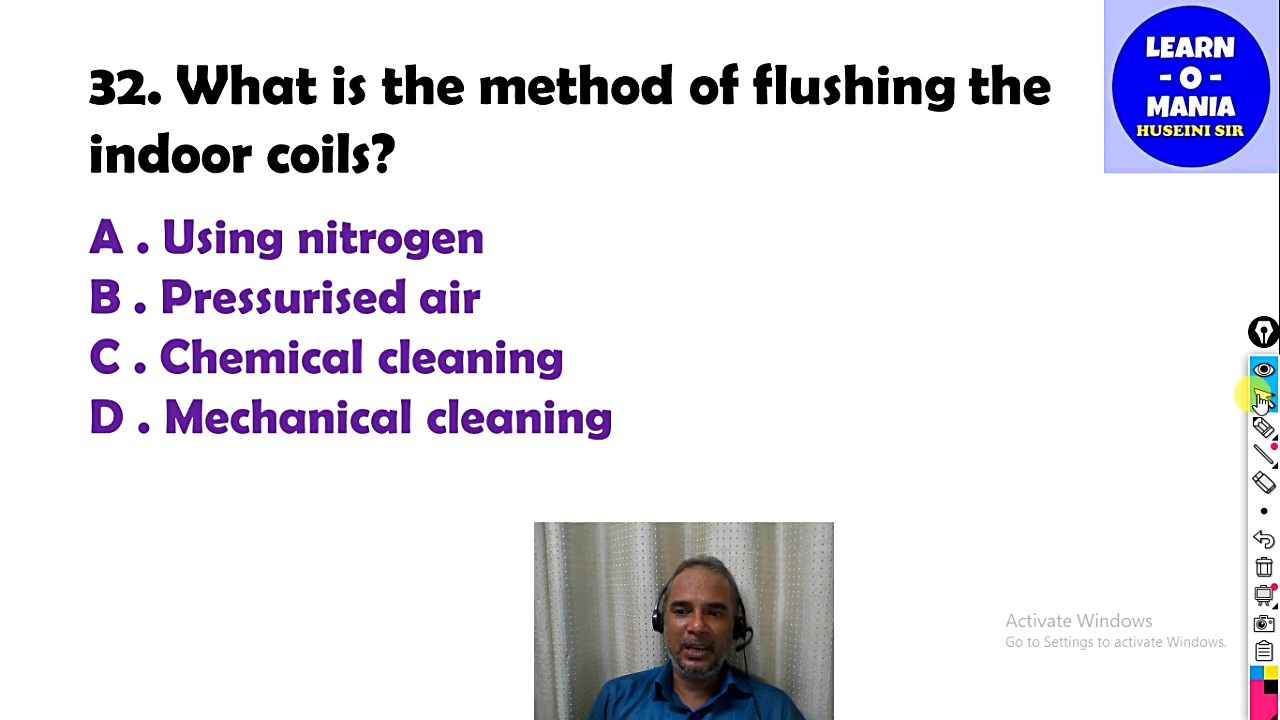 32. What is the method of flushing the
indoor coils?
A . Using nitrogen
B . Pressurised air
C . Chemical cleaning
D . Mechanical cleaning
LEARN
- O -
MANIA
HUSEINI SIR
Activate Windows
Go to Settings to activate Windows.